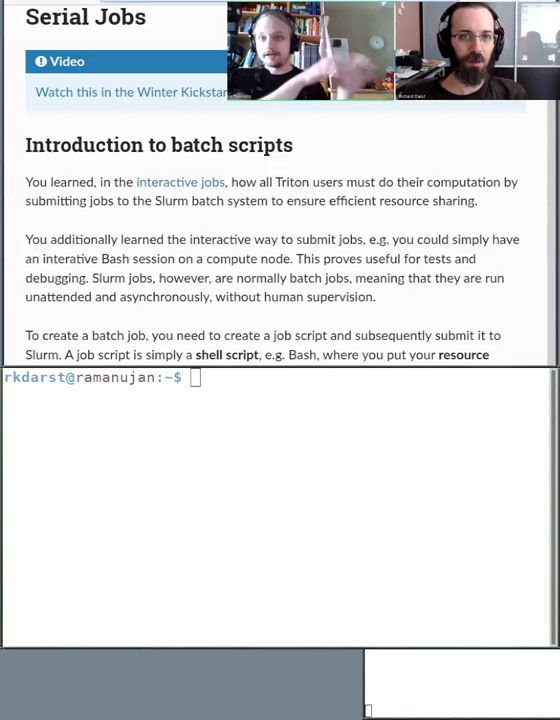 Serial Jobs
Video
Watch this in the Winter Kickstar
Richard Darst
Introduction to batch scripts
You learned, in the interactive jobs, how all Triton users must do their computation by
submitting jobs to the Slurm batch system to ensure efficient resource sharing.
You additionally learned the interactive way to submit jobs, e.g. you could simply have
an interative Bash session on a compute node. This proves useful for tests and
debugging. Slurm jobs, however, are normally batch jobs, meaning that they are run
unattended and asynchronously, without human supervision.
To create a batch job, you need to create a job script and subsequently submit it to
Slurm. A job script is simply a shell script, e.g. Bash, where you put your resource
rkdarst@ramanujan:~$